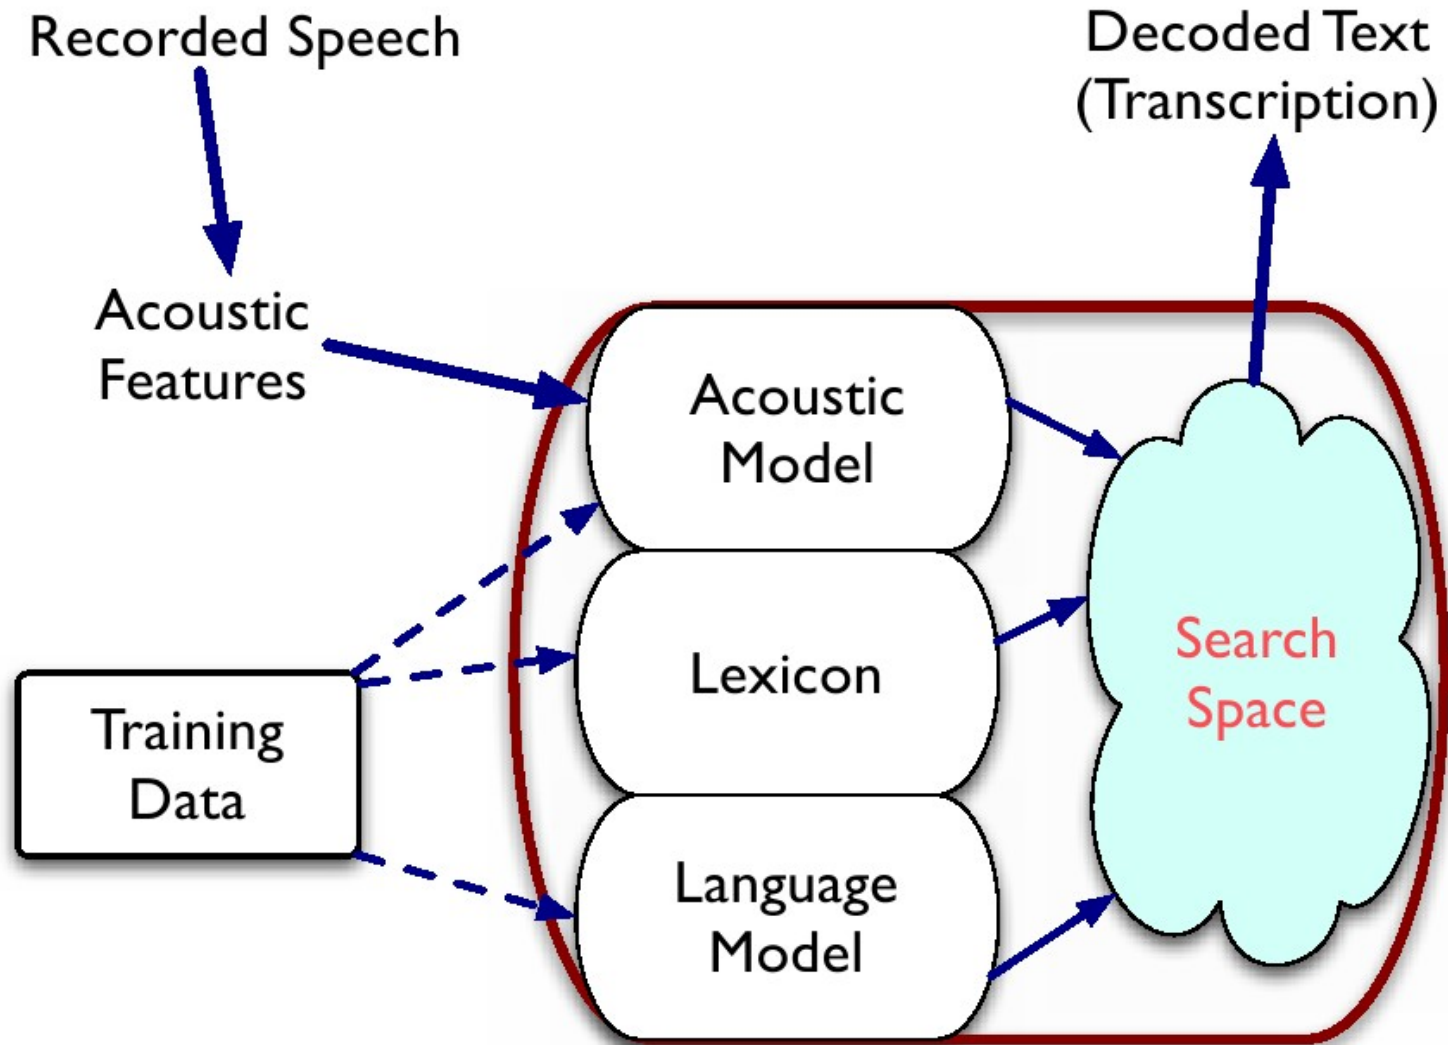 Recorded Speech
Decoded Text
(Transcription)
Acoustic
Features
Acoustic
Model
Lexicon
Search
Space
Training
Data
Language
Model